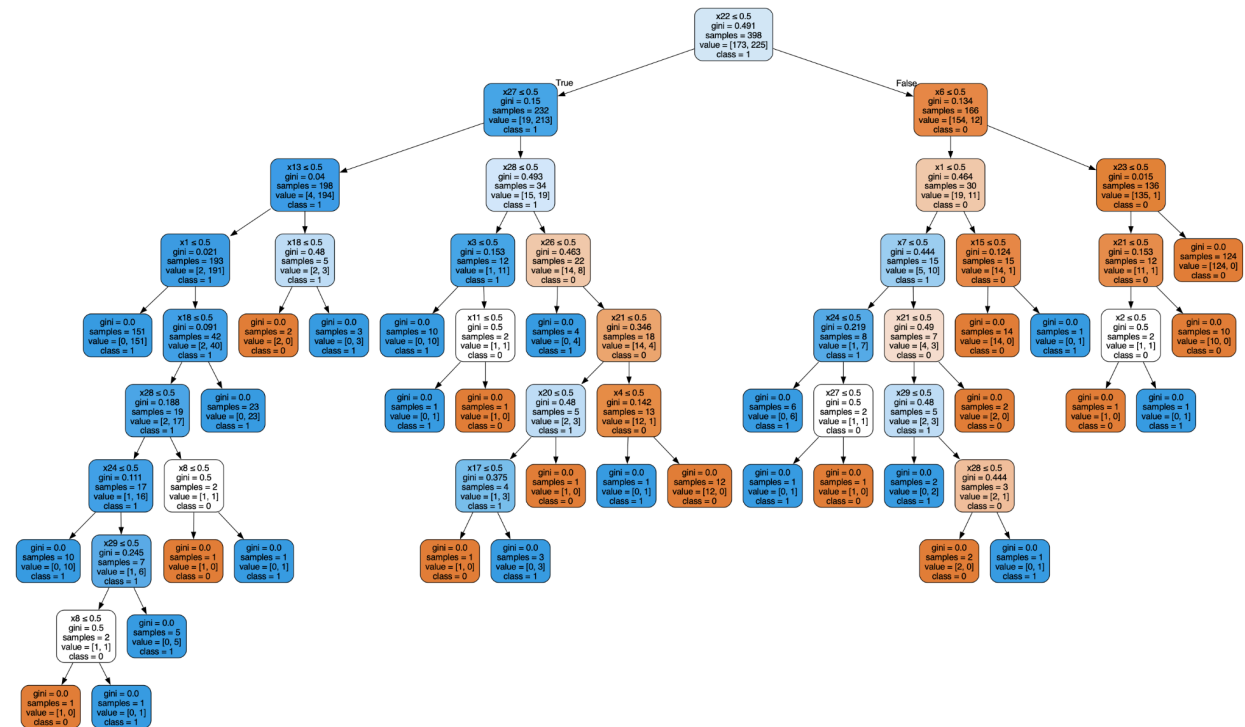 x22 ≤ 0.5
gini = 0.491
samples = 398
value = [173, 225]
class = 1
True
False
x27 ≤ 0.5
gini = 0.15
samples = 232
value = [19, 213]
class = 1
x6 ≤ 0.5
gini = 0.134
samples = 166
value = [154, 12]
class = 0
x13 ≤ 0.5
gini = 0.04
samples = 198
value = [4, 194]
class = 1
x28 ≤ 0.5
gini = 0.493
samples = 34
value = [15, 19]
class = 1
x1 ≤ 0.5
gini = 0.464
samples = 30
value = [19, 11]
class = 0
x23 ≤ 0.5
gini = 0.015
samples = 136
value = [135, 1]
class = 0
x1 ≤ 0.5
gini = 0.021
samples = 193
value = [2, 191]
class = 1
x18 ≤ 0.5
gini = 0.48
samples = 5
value = [2, 3]
class = 1
x3 ≤ 0.5
gini = 0.153
samples = 12
value = [1, 11]
class = 1
x26 ≤ 0.5
gini = 0.463
samples = 22
value = [14, 8]
class = 0
x7 ≤ 0.5
gini = 0.444
samples = 15
value = [5, 10]
class = 1
x15 ≤ 0.5
gini = 0.124
samples = 15
value = [14, 1]
class = 0
x21 ≤ 0.5
gini = 0.153
samples = 12
value = [11, 1]
class = 0
gini = 0.0
samples = 124
value = [124, 0]
class = 0
gini = 0.0
samples = 151
value = [0, 151]
class = 1
x18 ≤ 0.5
gini = 0.091
samples = 42
value = [2, 40]
class = 1
gini = 0.0
samples = 2
value = [2, 0]
class = 0
gini = 0.0
samples = 3
value = [0, 3]
class = 1
gini = 0.0
samples = 10
value = [0, 10]
class = 1
x11 ≤ 0.5
gini = 0.5
samples = 2
value = [1, 1]
class = 0
gini = 0.0
samples = 4
value = [0, 4]
class = 1
x21 ≤ 0.5
gini = 0.346
samples = 18
value = [14, 4]
class = 0
x24 ≤ 0.5
gini = 0.219
samples = 8
value = [1, 7]
class = 1
x21 ≤ 0.5
gini = 0.49
samples = 7
value = [4, 3]
class = 0
gini = 0.0
samples = 14
value = [14, 0]
class = 0
gini = 0.0
samples = 1
value = [0, 1]
class = 1
x2 ≤ 0.5
gini = 0.5
samples = 2
value = [1, 1]
class = 0
gini = 0.0
samples = 10
value = [10, 0]
class = 0
x28 ≤ 0.5
gini = 0.188
samples = 19
value = [2, 17]
class = 1
gini = 0.0
samples = 23
value = [0, 23]
class = 1
gini = 0.0
samples = 1
value = [0, 1]
class = 1
gini = 0.0
samples = 1
value = [1, 0]
class = 0
x20 ≤ 0.5
gini = 0.48
samples = 5
value = [2, 3]
class = 1
x4 ≤ 0.5
gini = 0.142
samples = 13
value = [12, 1]
class = 0
gini = 0.0
samples = 6
value = [0, 6]
class = 1
x27 ≤ 0.5
gini = 0.5
samples = 2
value = [1, 1]
class = 0
x29 ≤ 0.5
gini = 0.48
samples = 5
value = [2, 3]
class = 1
gini = 0.0
samples = 2
value = [2, 0]
class = 0
gini = 0.0
samples = 1
value = [1, 0]
class = 0
gini = 0.0
samples = 1
value = [0, 1]
class = 1
x24 ≤ 0.5
gini = 0.111
samples = 17
value = [1, 16]
class = 1
x8 ≤ 0.5
gini = 0.5
samples = 2
value = [1, 1]
class = 0
x17 ≤ 0.5
gini = 0.375
samples = 4
value = [1, 3]
class = 1
gini = 0.0
samples = 1
value = [1, 0]
class = 0
gini = 0.0
samples = 1
value = [0, 1]
class = 1
gini = 0.0
samples = 12
value = [12, 0]
class = 0
gini = 0.0
samples = 1
value = [0, 1]
class = 1
gini = 0.0
samples = 1
value = [1, 0]
class = 0
gini = 0.0
samples = 2
value = [0, 2]
class = 1
x28 ≤ 0.5
gini = 0.444
samples = 3
value = [2, 1]
class = 0
gini = 0.0
samples = 10
value = [0, 10]
class = 1
x29 ≤ 0.5
gini = 0.245
samples = 7
value = [1, 6]
class = 1
gini = 0.0
samples = 1
value = [1, 0]
class = 0
gini = 0.0
samples = 1
value = [0, 1]
class = 1
gini = 0.0
samples = 1
value = [1, 0]
class = 0
gini = 0.0
samples = 3
value = [0, 3]
class = 1
gini = 0.0
samples = 2
value = [2, 0]
class = 0
gini = 0.0
samples = 1
value = [0, 1]
class = 1
x8 ≤ 0.5
gini = 0.5
samples = 2
value = [1, 1]
class = 0
gini = 0.0
samples = 5
value = [0, 5]
class = 1
gini = 0.0
samples = 1
value = [1, 0]
class = 0
gini = 0.0
samples = 1
value = [0, 1]
class = 1